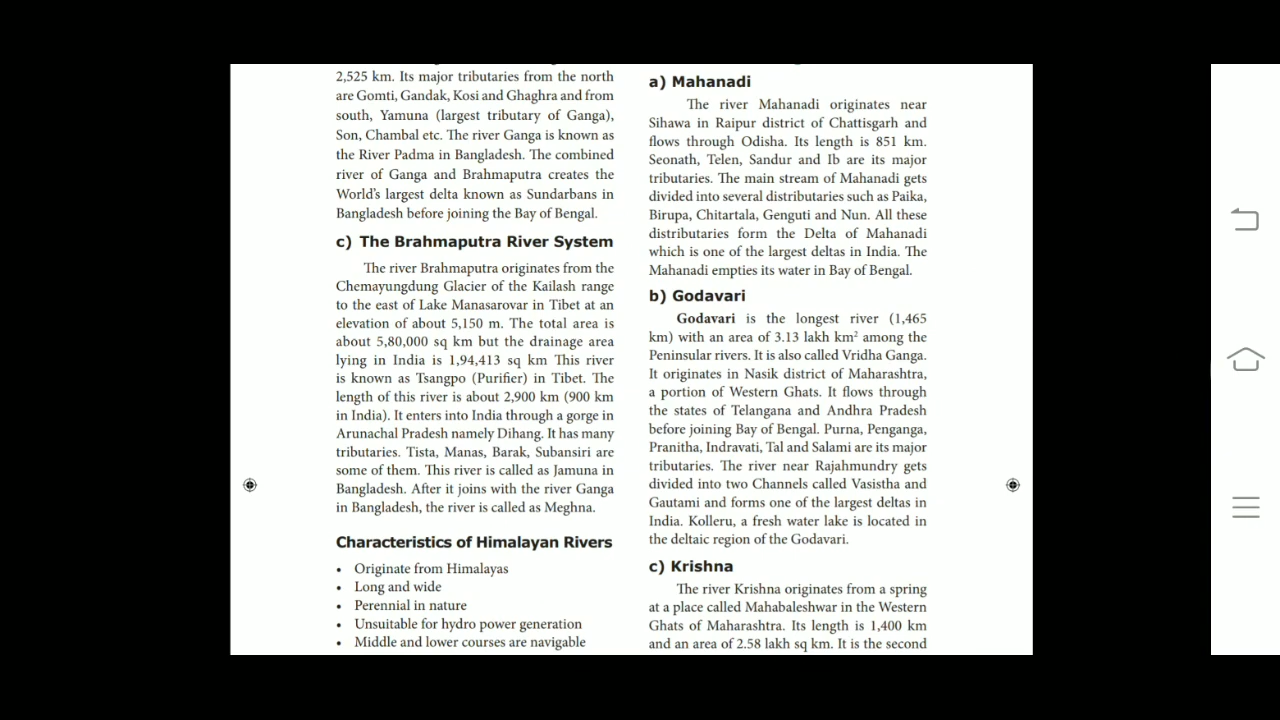 2,525 km. Its major tributaries from the north
are Gomti, Gandak, Kosi and Ghaghra and from
south, Yamuna (largest tributary of Ganga),
Son, Chambal etc. The river Ganga is known as
the River Padma in Bangladesh. The combined
river of Ganga and Brahmaputra creates the
World's largest delta known as Sundarbans in
Bangladesh before joining the Bay of Bengal.
c) The Brahmaputra River System
The river Brahmaputra originates from the
Chemayungdung Glacier of the Kailash range
to the east of Lake Manasarovar in Tibet at an
elevation of about 5,150 m. The total area is
about 5,80,000 sq km but the drainage area
lying in India is 1,94,413 sq km This river
is known as Tsangpo (Purifier) in Tibet. The
length of this river is about 2,900 km (900 km
in India). It enters into India through a gorge in
Arunachal Pradesh namely Dihang. It has many
tributaries. Tista, Manas, Barak, Subansiri are
some of them. This river is called as Jamuna in
Bangladesh. After it joins with the river Ganga
in Bangladesh, the river is called as Meghna.
Characteristics of Himalayan Rivers
• Originate from Himalayas
• Long and wide
• Perennial in nature
• Unsuitable for hydro power generation
• Middle and lower courses are navigable
a) Mahanadi
The river Mahanadi originates near
Sihawa in Raipur district of Chattisgarh and
flows through Odisha. Its length is 851 km.
Seonath, Telen, Sandur and Ib are its major
tributaries. The main stream of Mahanadi gets
divided into several distributaries such as Paika,
Birupa, Chitartala, Genguti and Nun. All these
distributaries form the Delta of Mahanadi
which is one of the largest deltas in India. The
Mahanadi empties its water in Bay of Bengal.
b) Godavari
Godavari is the longest river (1,465
km) with an area of 3.13 lakh km² among the
Peninsular rivers. It is also called Vridha Ganga.
It originates in Nasik district of Maharashtra,
a portion of Western Ghats. It flows through
the states of Telangana and Andhra Pradesh
before joining Bay of Bengal. Purna, Penganga,
Pranitha, Indravati, Tal and Salami are its major
tributaries. The river near Rajahmundry gets
divided into two Channels called Vasistha and
Gautami and forms one of the largest deltas in
India. Kolleru, a fresh water lake is located in
the deltaic region of the Godavari.
c) Krishna
The river Krishna originates from a spring
at a place called Mahabaleshwar in the Western
Ghats of Maharashtra. Its length is 1,400 km
and an area of 2.58 lakh sq km. It is the second